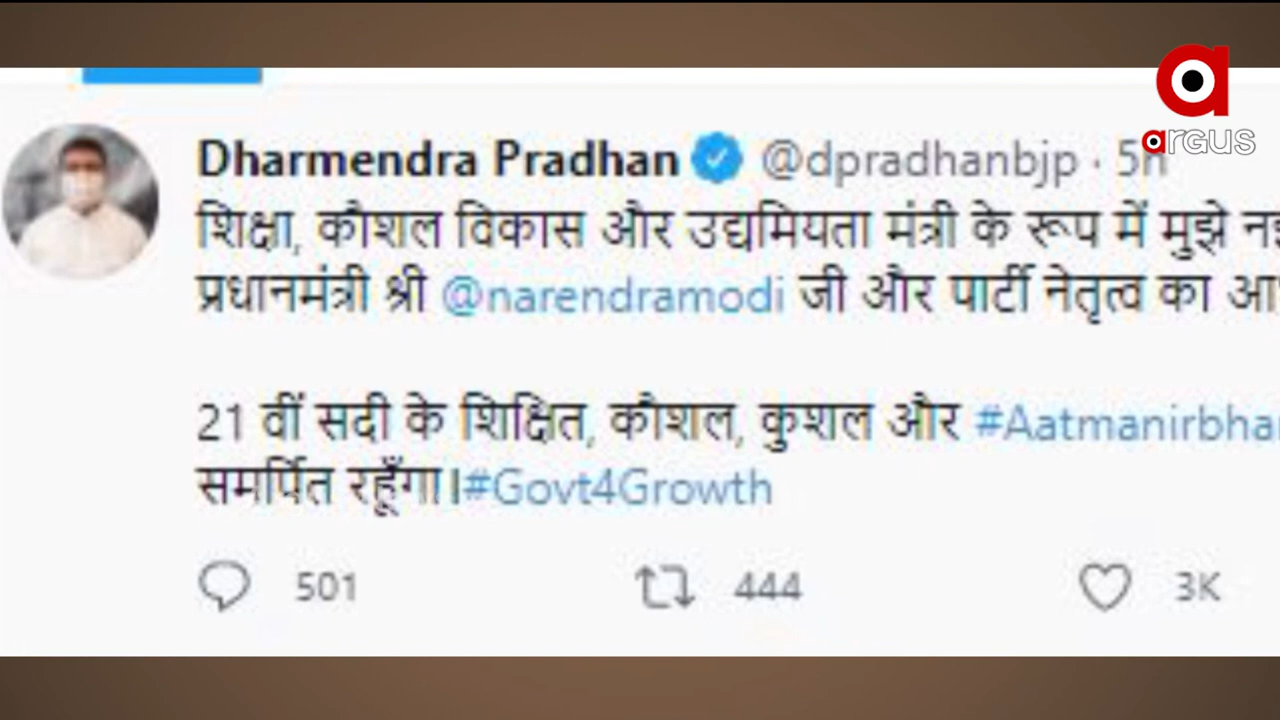 argus
Dharmendra Pradhan @dpradhanbjp · 5h
शिक्षा, कौशल विकास और उद्यमियता मंत्री के रूप में मुझे
प्रधानमंत्री श्री @narendramodi जी और पार्टी नेतृत्व का
21 वीं सदी के शिक्षित, कौशल, कुशल और #Aatmanirbha
समर्पित रहूँगा।#Govt4Growth
501 444 3K